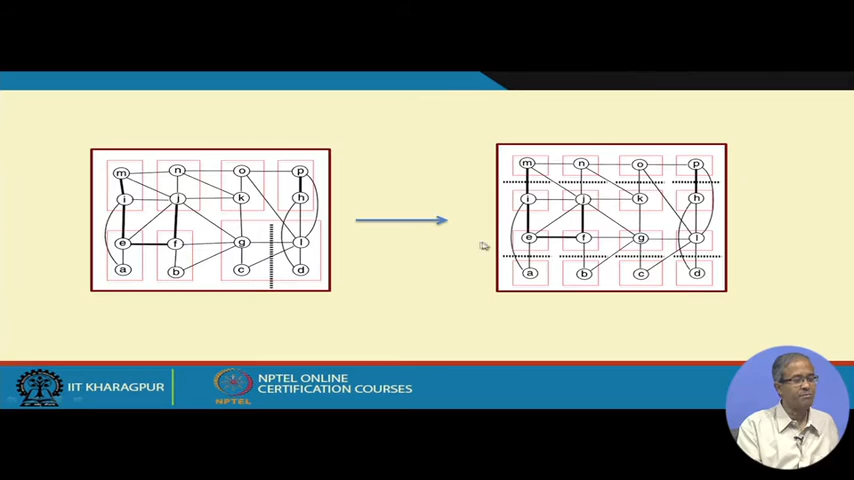 m n o p
i j k h
e f g l
a b c d
m n o p
i j k h
e f g l
a b c d
IIT KHARAGPUR
NPTEL
NPTEL ONLINE
CERTIFICATION COURSES